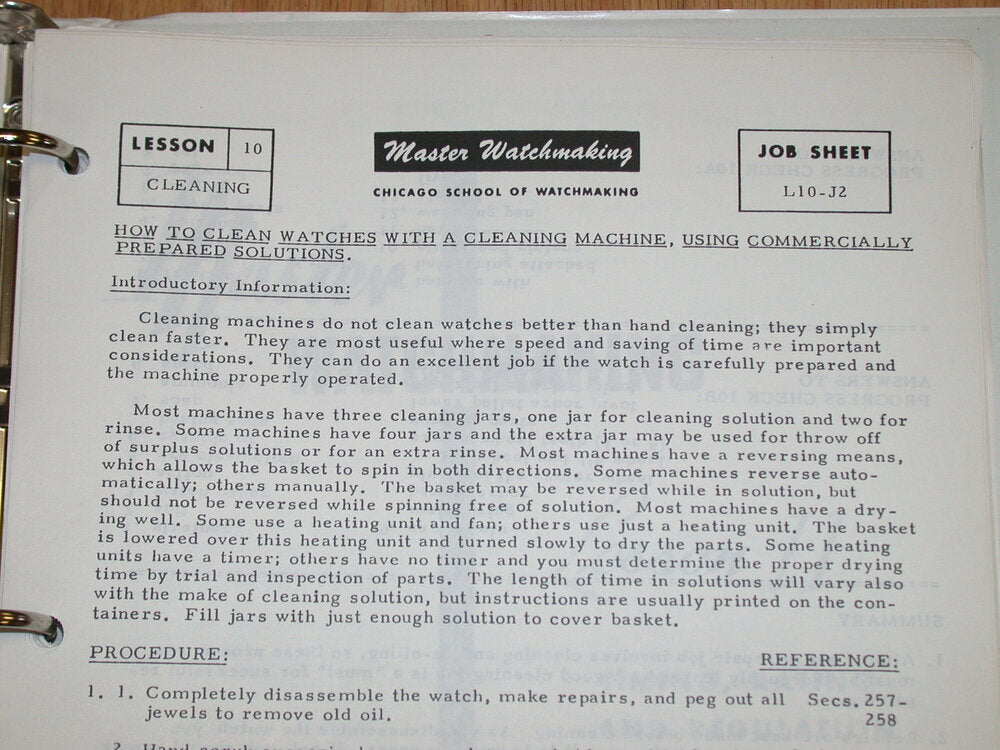 LESSON 10
CLEANING
Master Watchmaking
CHICAGO SCHOOL OF WATCHMAKING
JOB SHEET
L10-J2
HOW TO CLEAN WATCHES WITH A CLEANING MACHINE, USING COMMERCIALLY
PREPARED SOLUTIONS.
Introductory Information:
Cleaning machines do not clean watches better than hand cleaning; they simply
clean faster. They are most useful where speed and saving of time are important
considerations. They can do an excellent job if the watch is carefully prepared and
the machine properly operated.
Most machines have three cleaning jars, one jar for cleaning solution and two for
rinse. Some machines have four jars and the extra jar may be used for throw off
of surplus solutions or for an extra rinse. Most machines have a reversing means,
which allows the basket to spin in both directions. Some machines reverse auto-
matically; others manually. The basket may be reversed while in solution, but
should not be reversed while spinning free of solution. Most machines have a dry-
ing well. Some use a heating unit and fan; others use just a heating unit. The basket
is lowered over this heating unit and turned slowly to dry the parts. Some heating
units have a timer; others have no timer and you must determine the proper drying
time by trial and inspection of parts. The length of time in solutions will vary also
with the make of cleaning solution, but instructions are usually printed on the con-
tainers. Fill jars with just enough solution to cover basket.
PROCEDURE:
REFERENCE:
1. 1. Completely disassemble the watch, make repairs, and peg out all Secs. 257-
jewels to remove old oil. 258